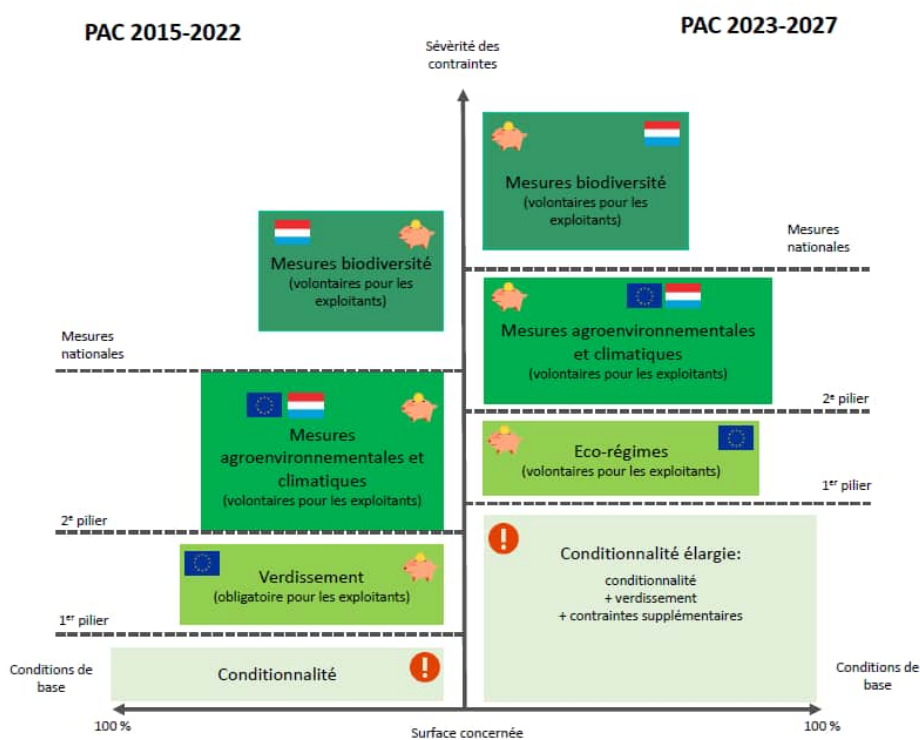 PAC 2015-2022
PAC 2023-2027
Sévèrité des
contraintes
Mesures biodiversité
(volontaires pour les
exploitants)
Mesures
nationales
Mesures biodiversité
(volontaires pour les
exploitants)
Mesures agroenvironnementales
et climatiques
(volontaires pour les exploitants)
Mesures
nationales
2e pilier
Mesures
agroenvironnementales et
climatiques
(volontaires pour les exploitants)
Eco-régimes
(volontaires pour les exploitants)
1er pilier
2e pilier
Conditionnalité élargie:
conditionnalité
+ verdissement
+ contraintes supplémentaires
Verdissement
(obligatoire pour les exploitants)
1er pilier
Conditions de
base
Conditionnalité
Conditions de
base
100 %
Surface concernée
100 %